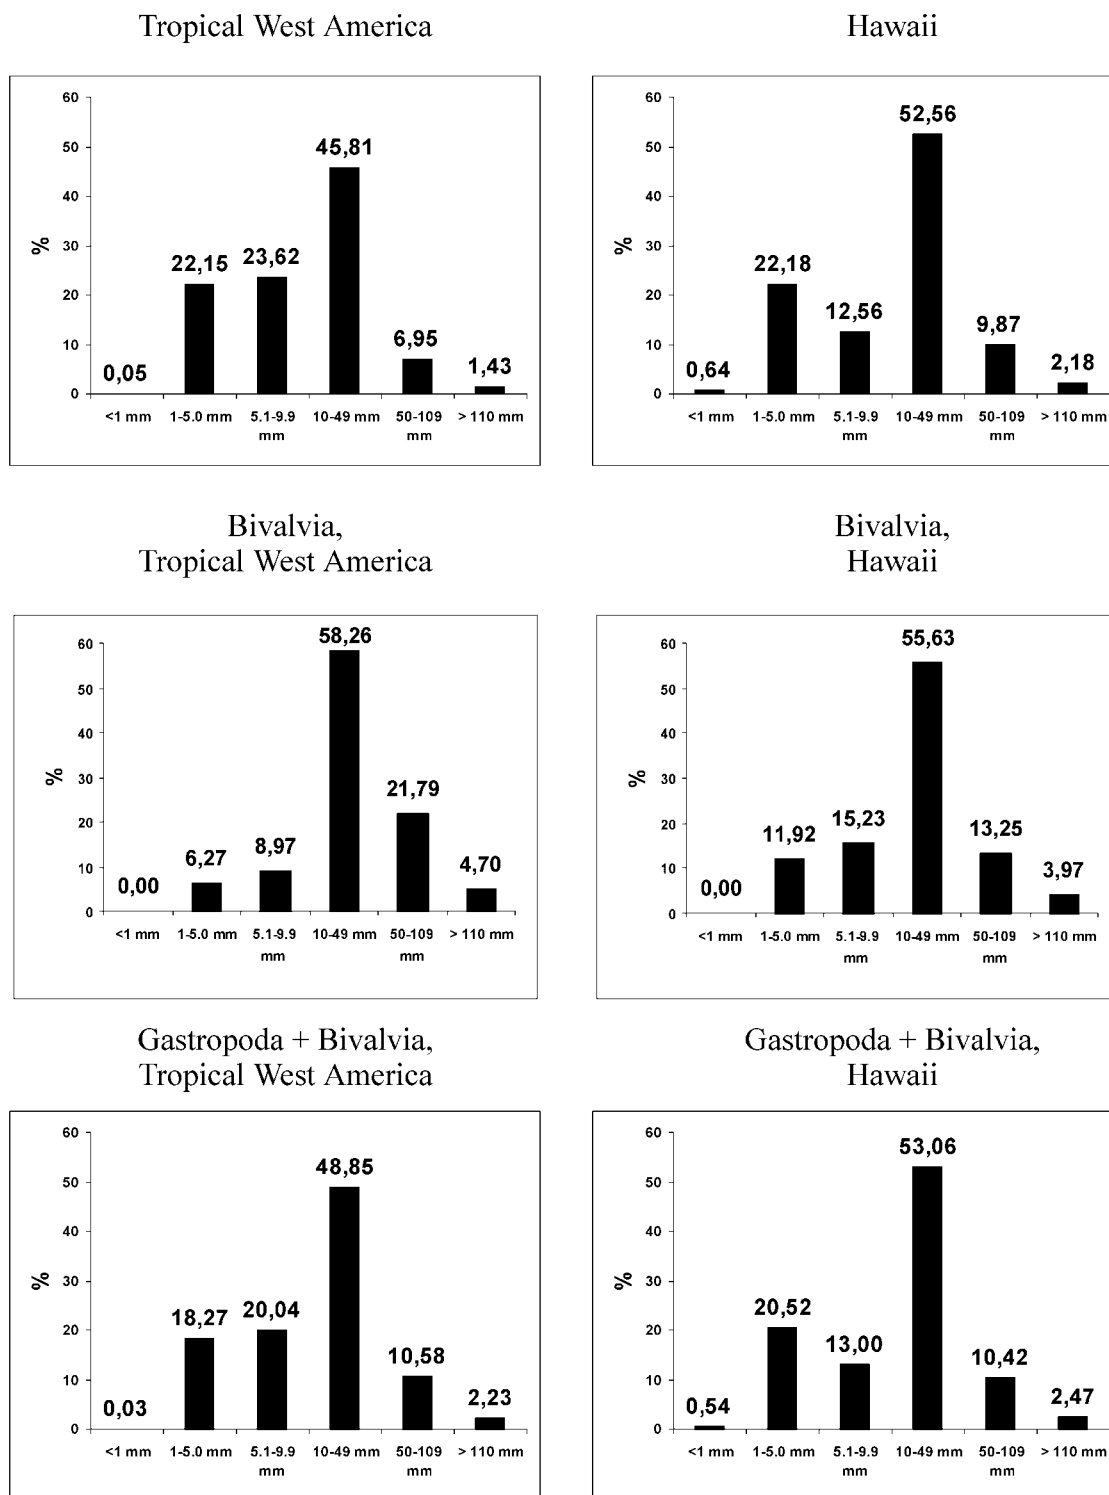 Tropical West America
Hawaii
60
50
40
30
20
10
0
%
0,05
22,15
23,62
45,81
6,95
1,43
<1 mm
1-5.0 mm
5.1-9.9
mm
10-49 mm
50-109
mm
> 110 mm
60
50
40
30
20
10
0
%
0,64
22,18
12,56
52,56
9,87
2,18
<1 mm
1-5.0 mm
5.1-9.9
mm
10-49 mm
50-109
mm
> 110 mm
Bivalvia,
Tropical West America
Bivalvia,
Hawaii
60
50
40
30
20
10
0
%
0,00
6,27
8,97
58,26
21,79
4,70
<1 mm
1-5.0 mm
5.1-9.9
mm
10-49 mm
50-109
mm
> 110 mm
60
50
40
30
20
10
0
%
0,00
11,92
15,23
55,63
13,25
3,97
<1 mm
1-5.0 mm
5.1-9.9
mm
10-49 mm
50-109
mm
> 110 mm
Gastropoda + Bivalvia,
Tropical West America
Gastropoda + Bivalvia,
Hawaii
60
50
40
30
20
10
0
%
0,03
18,27
20,04
48,85
10,58
2,23
<1 mm
1-5.0 mm
5.1-9.9
mm
10-49 mm
50-109
mm
> 110 mm
60
50
40
30
20
10
0
%
0,54
20,52
13,00
53,06
10,42
2,47
<1 mm
1-5.0 mm
5.1-9.9
mm
10-49 mm
50-109
mm
> 110 mm